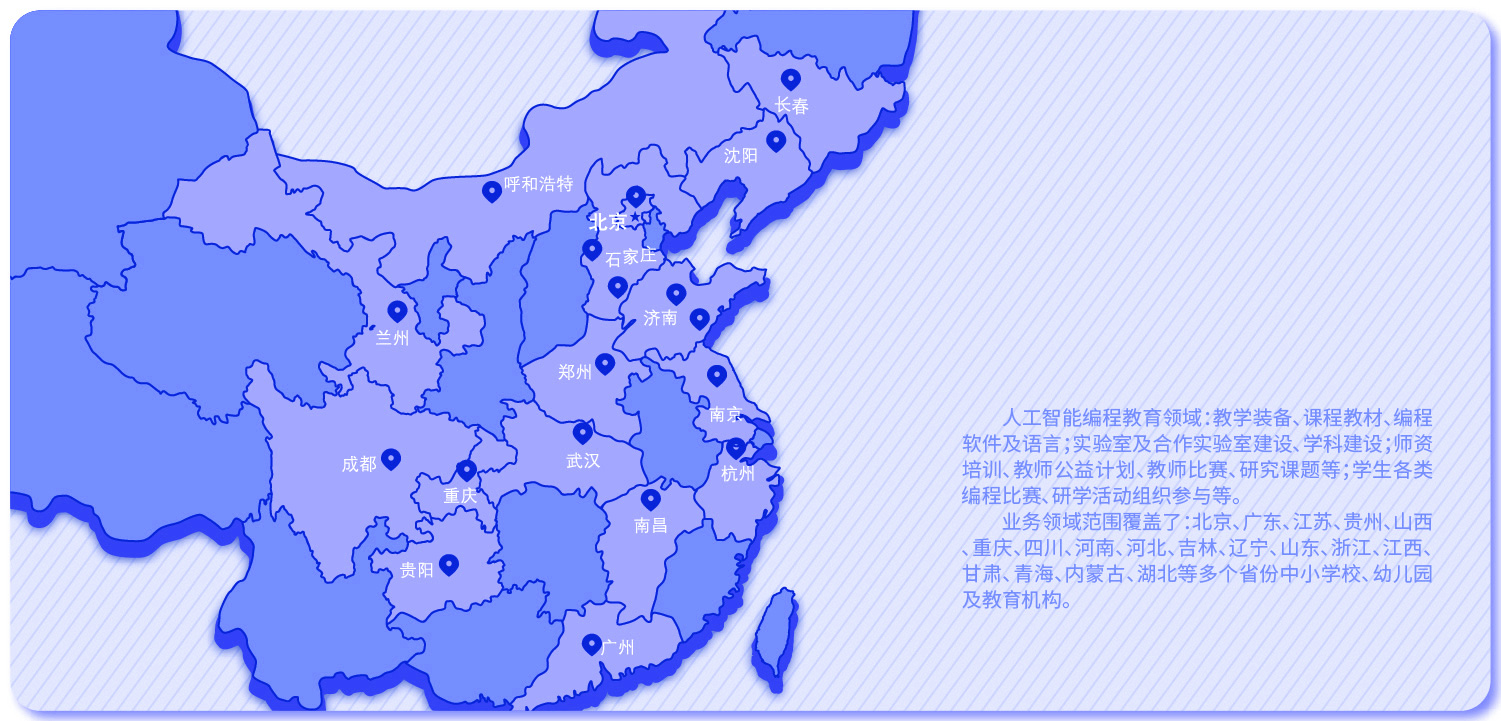 长春
沈阳
呼和浩特
北京
石家庄
兰州
济南
郑州
南京
成都
武汉
杭州
重庆
南昌
贵阳
广州
人工智能编程教育领域：教学装备、课程教材、编程
软件及语言；实验室及合作实验室建设、学科建设；师资
培训、教师公益计划、教师比赛、研究课题等；学生各类
编程比赛、研学活动组织参与等。
业务领域范围覆盖了：北京、广东、江苏、贵州、山西
、重庆、四川、河南、河北、吉林、辽宁、山东、浙江、江西、
甘肃、青海、内蒙古、湖北等多个省份中小学校、幼儿园
及教育机构。